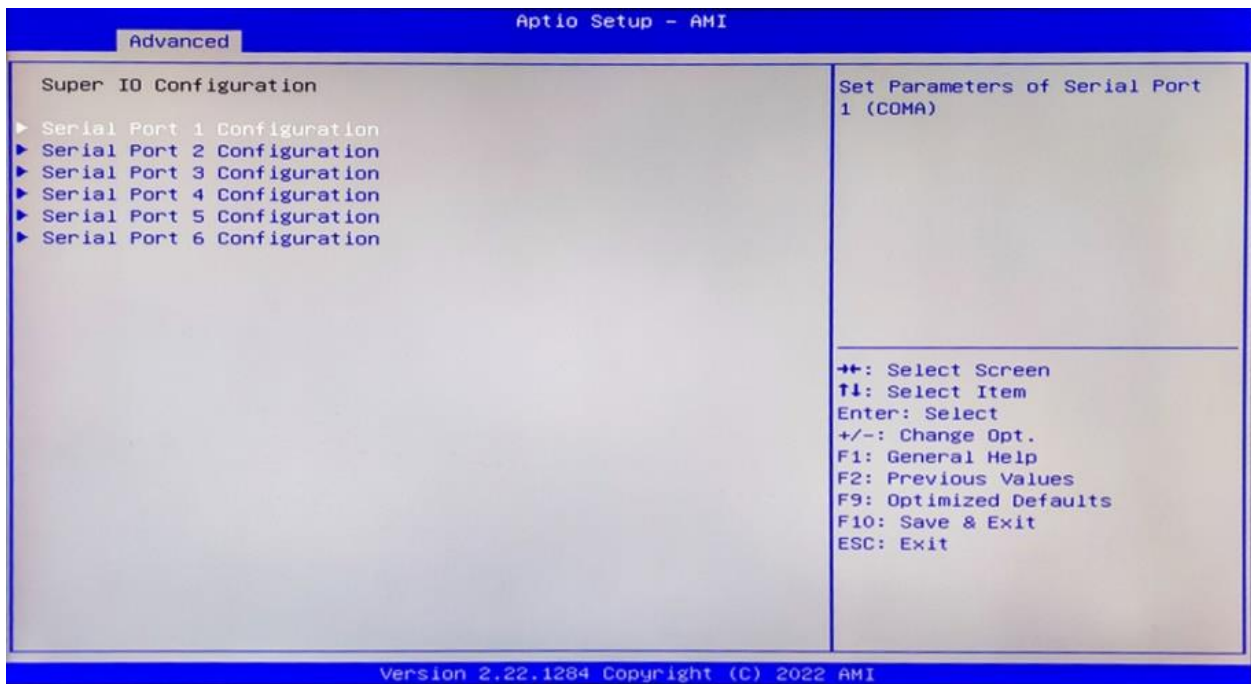 Aptio Setup – AMI
Advanced
Super IO Configuration
▶ Serial Port 1 Configuration
▶ Serial Port 2 Configuration
▶ Serial Port 3 Configuration
▶ Serial Port 4 Configuration
▶ Serial Port 5 Configuration
▶ Serial Port 6 Configuration
Set Parameters of Serial Port
1 (COMA)
→←: Select Screen
↑↓: Select Item
Enter: Select
+/-: Change Opt.
F1: General Help
F2: Previous Values
F9: Optimized Defaults
F10: Save & Exit
ESC: Exit
Version 2.22.1284 Copyright (C) 2022 AMI